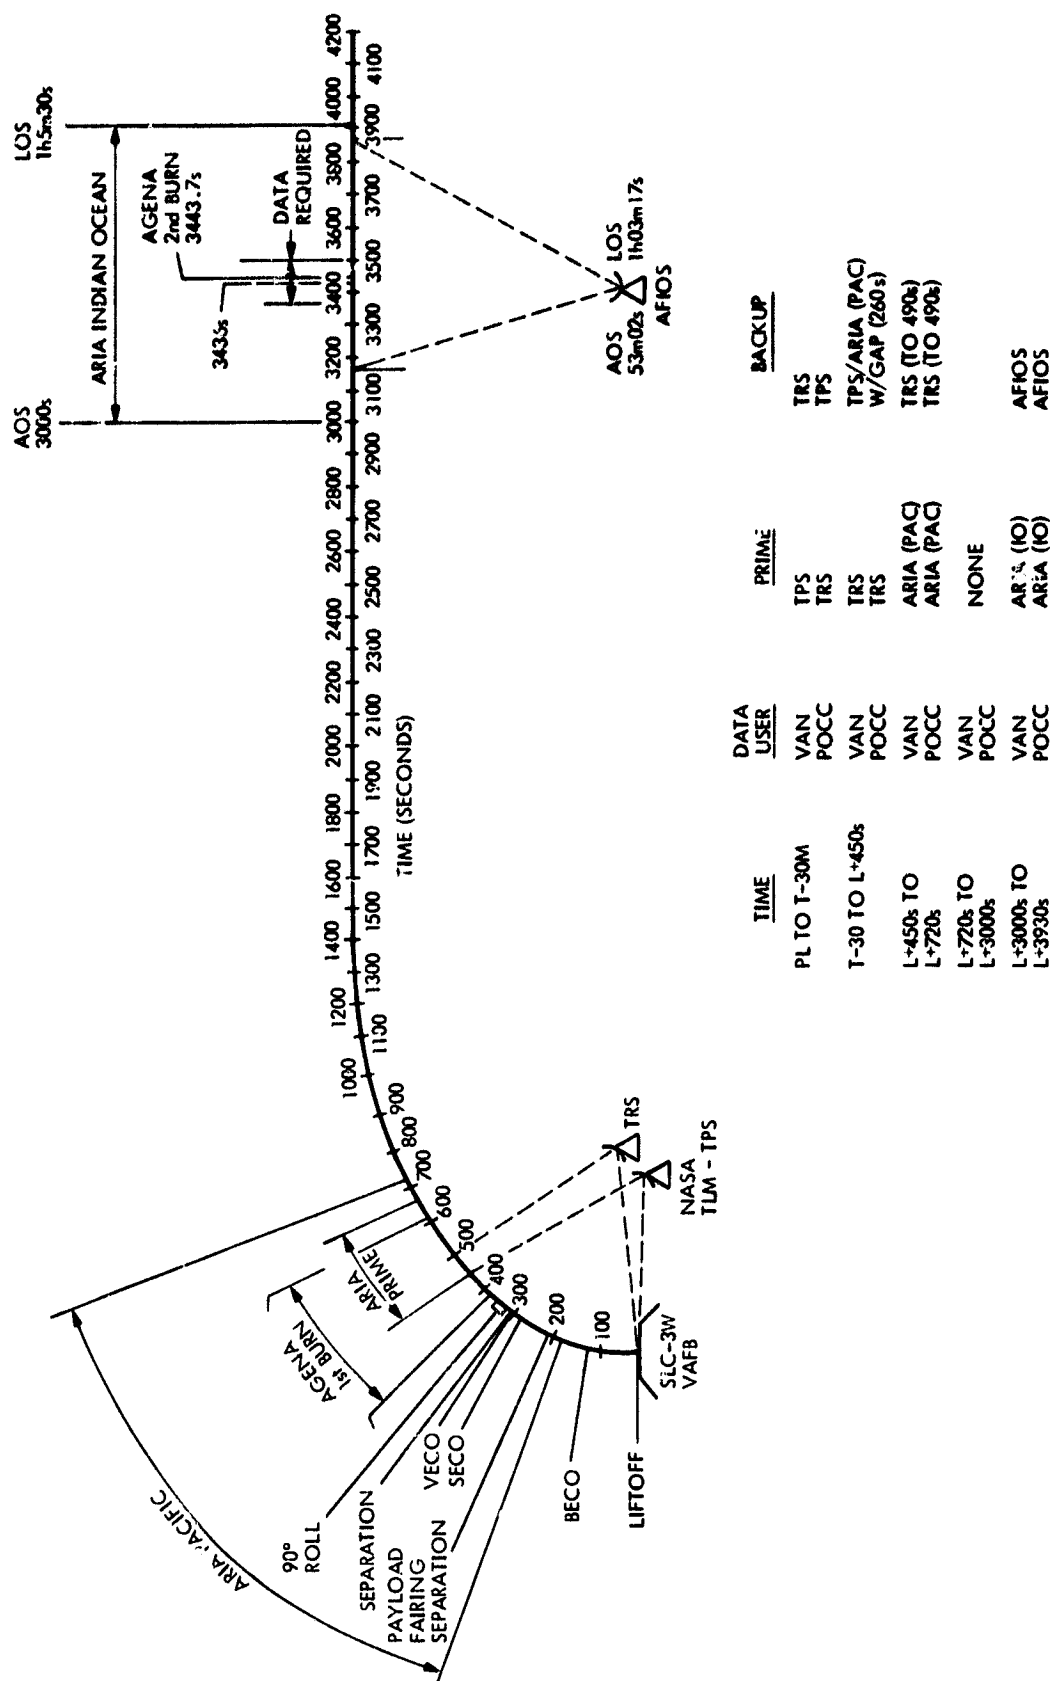 LOS
1h5m30s
AOS
3000s
ARIA INDIAN OCEAN
AGENA
2nd BURN
3443.7s
3435s
DATA
REQUIRED
1000
1200
1400
1600
1800
2000
2200
2400
2600
2800
3000
3200
3400
3600
3800
4000
4200
100
200
300
400
500
600
700
800
900
1100
1300
1500
1700
1900
2100
2300
2500
2700
2900
3100
3300
3500
3700
3900
4100
TIME (SECONDS)
AOS
53m02s
LOS
1h03m17s
AFIOS
ARIA PACIFIC
AGENA
1st BURN
ARIA
PRIME
90°
ROLL
SEPARATION
PAYLOAD
FAIRING
SEPARATION
VECO
SECO
BECO
LIFTOFF
SLC-3W
VAFB
TRS
NASA
TLM - TPS
TIME DATA USER PRIME BACKUP
PL TO T-30M VAN TPS TRS
POCC TRS TPS
T-30 TO L+450s VAN TRS TPS/ARIA (PAC)
POCC TRS W/GAP (260s)
L+450s TO VAN ARIA (PAC) TRS (TO 490s)
L+720s POCC ARIA (PAC) TRS (TO 490s)
L+720s TO VAN
L+3000s POCC NONE
L+3000s TO VAN ARIA (IO) AFIOS
L+3930s POCC ARIA (IO) AFIOS